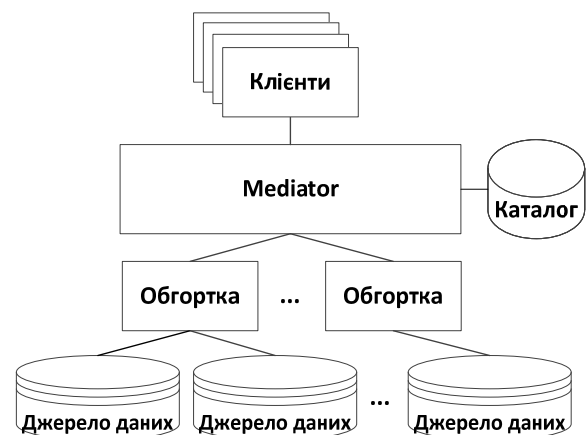 Клієнти
Mediator
Каталог
Обгортка
...
Обгортка
Джерело даних
Джерело даних
...
Джерело даних